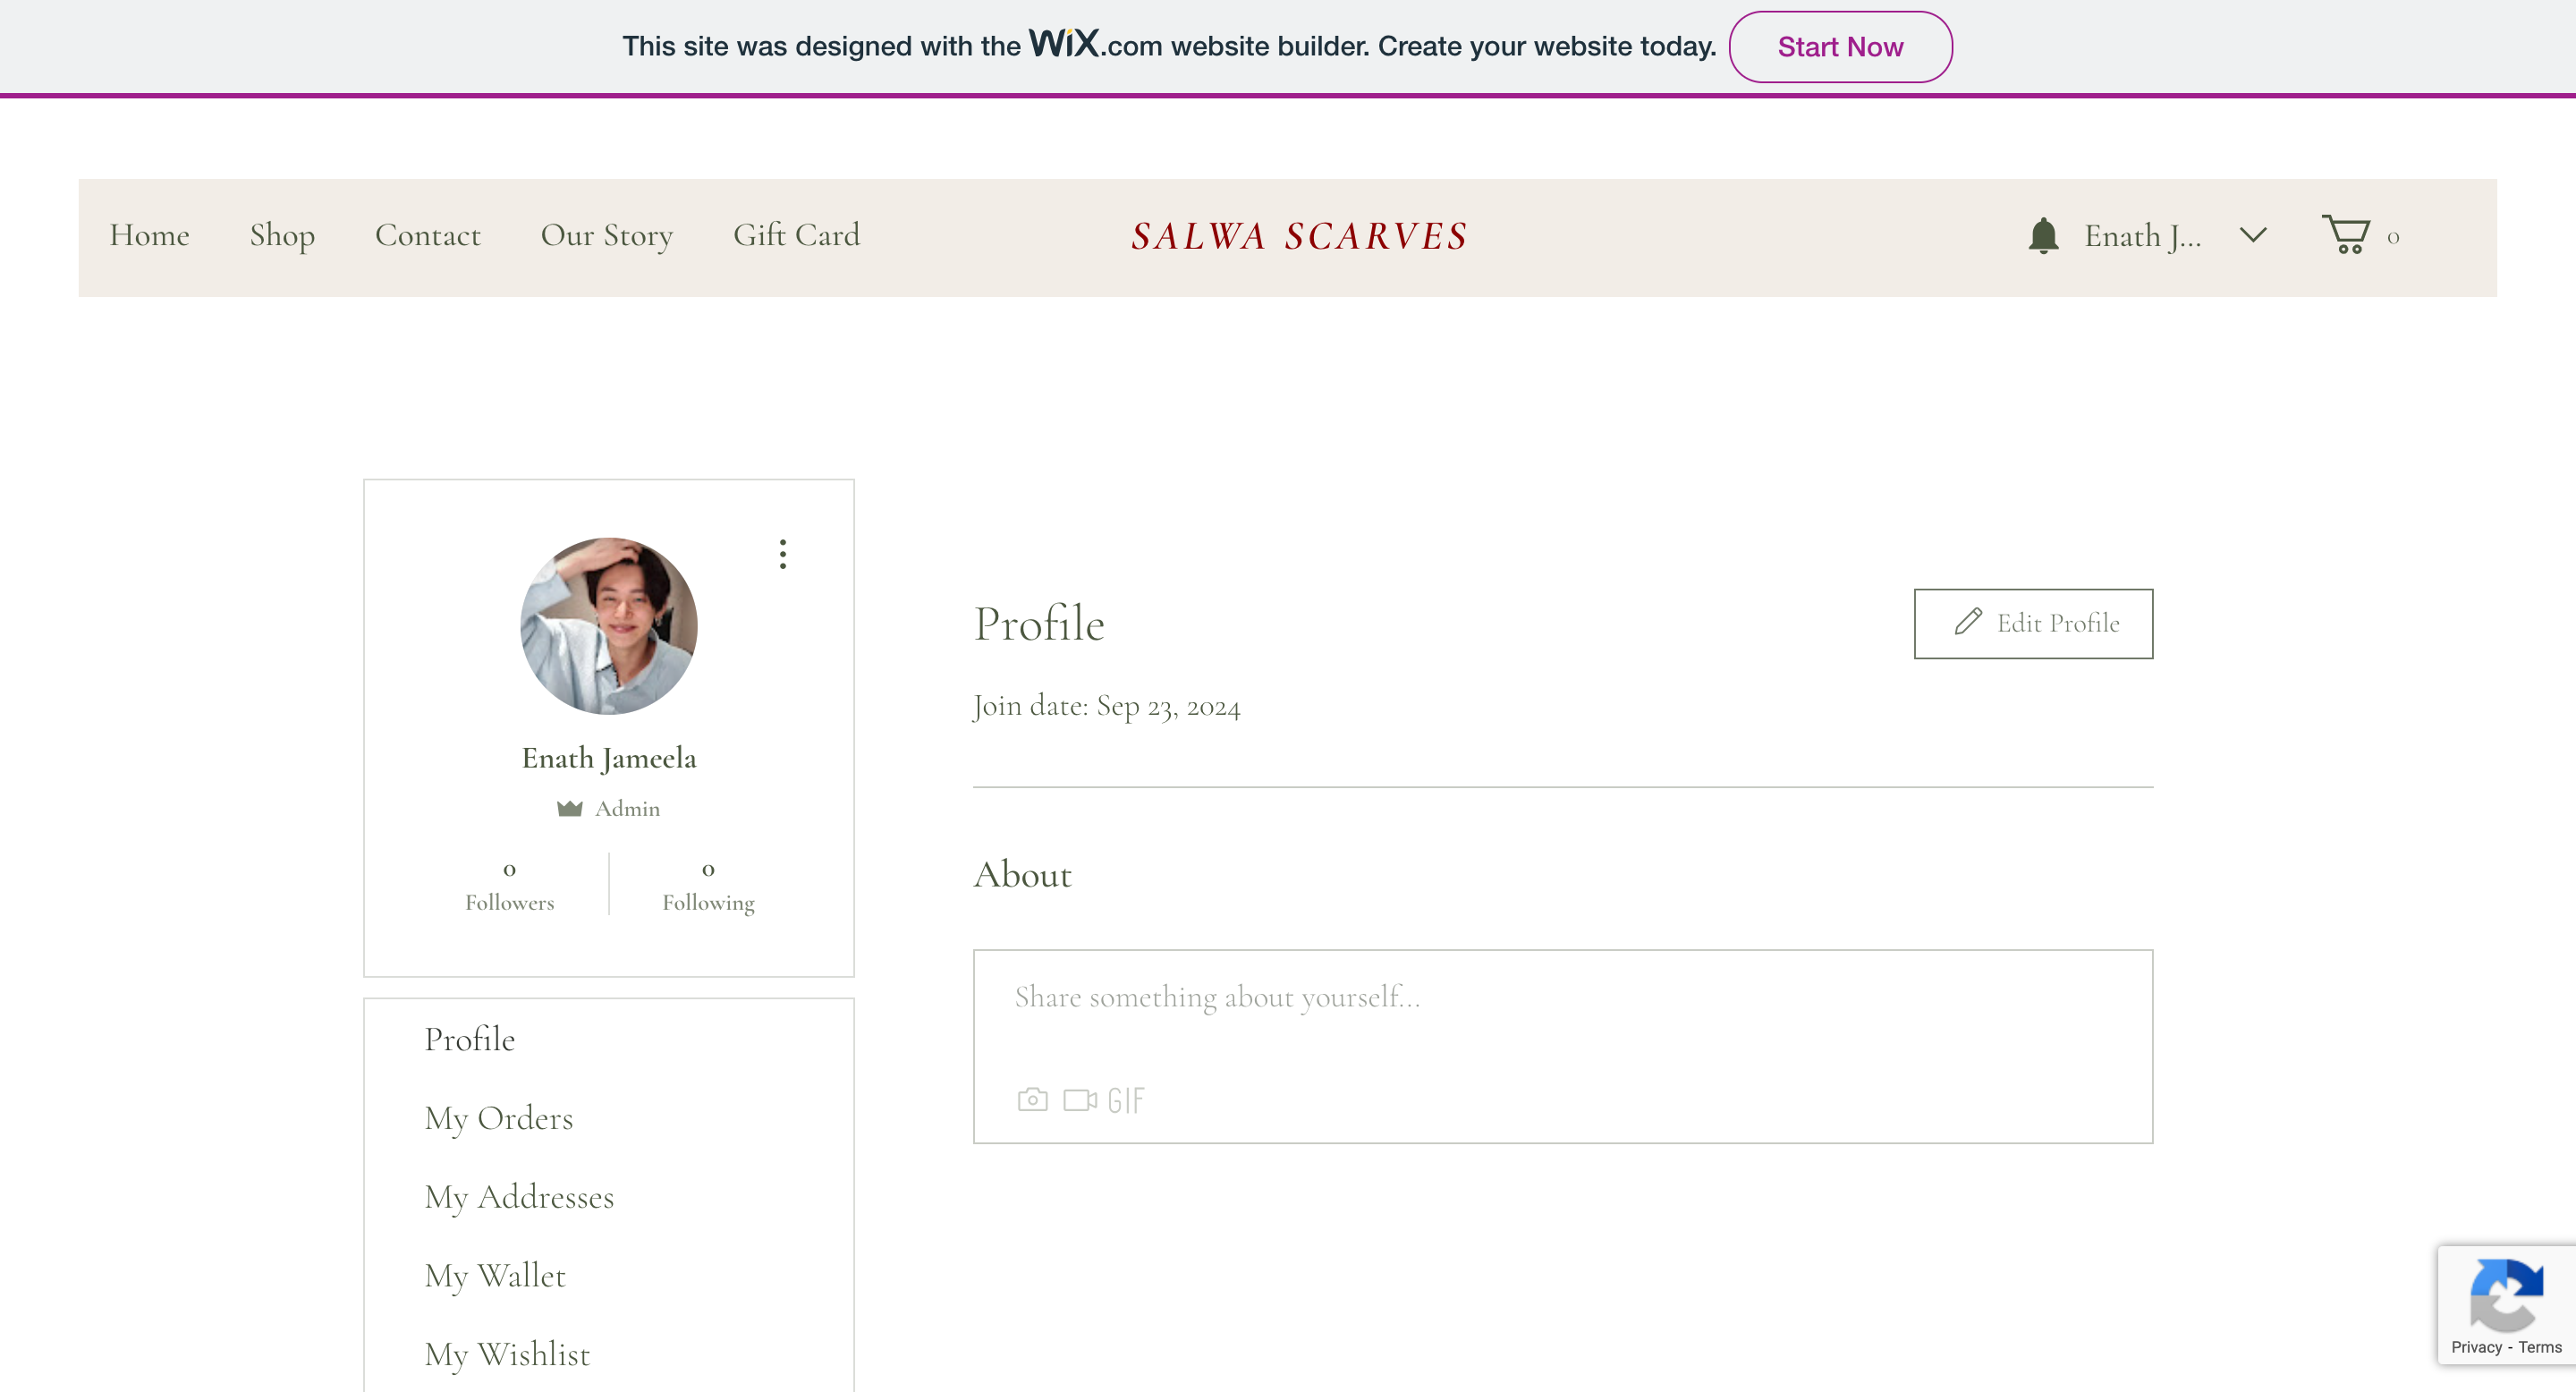 This site was designed with the WiX.com website builder. Create your website today. Start Now
Home Shop Contact Our Story Gift Card SALWA SCARVES Enath J... 0
Profile
Edit Profile
Join date: Sep 23, 2024
Enath Jameela
Admin
0 0
Followers Following
About
Share something about yourself...
GIF
Profile
My Orders
My Addresses
My Wallet
My Wishlist
Privacy - Terms